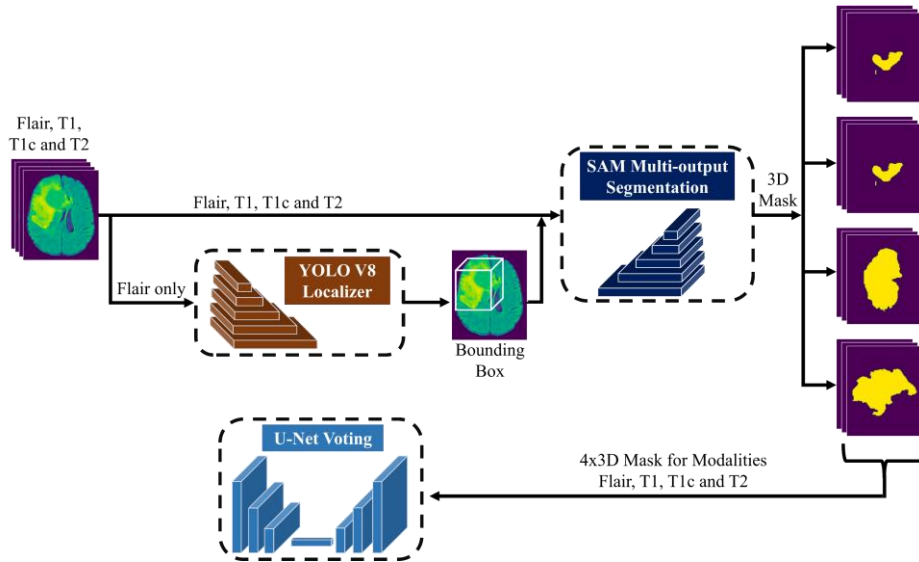 Flair, T1,
T1c and T2
Flair, T1, T1c and T2
Flair only
YOLO V8
Localizer
Bounding
Box
SAM Multi-output
Segmentation
3D
Mask
U-Net Voting
4x3D Mask for Modalities
Flair, T1, T1c and T2